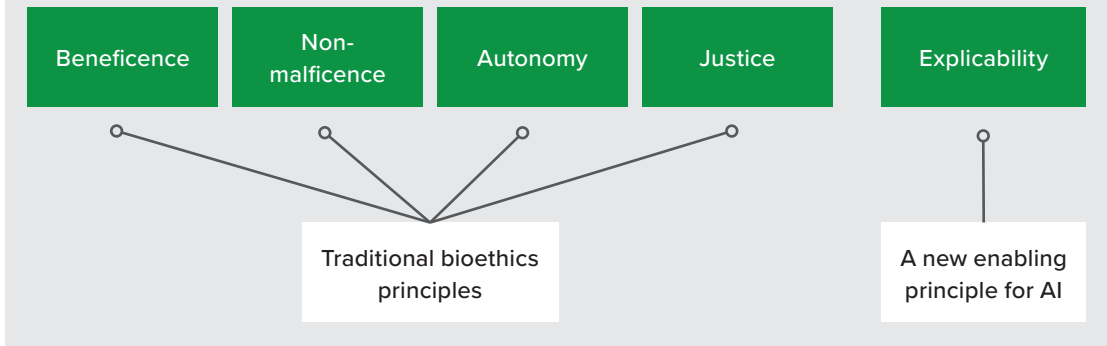 Beneficence
Non-
malficence
Autonomy
Justice
Explicability
Traditional bioethics
principles
A new enabling
principle for AI